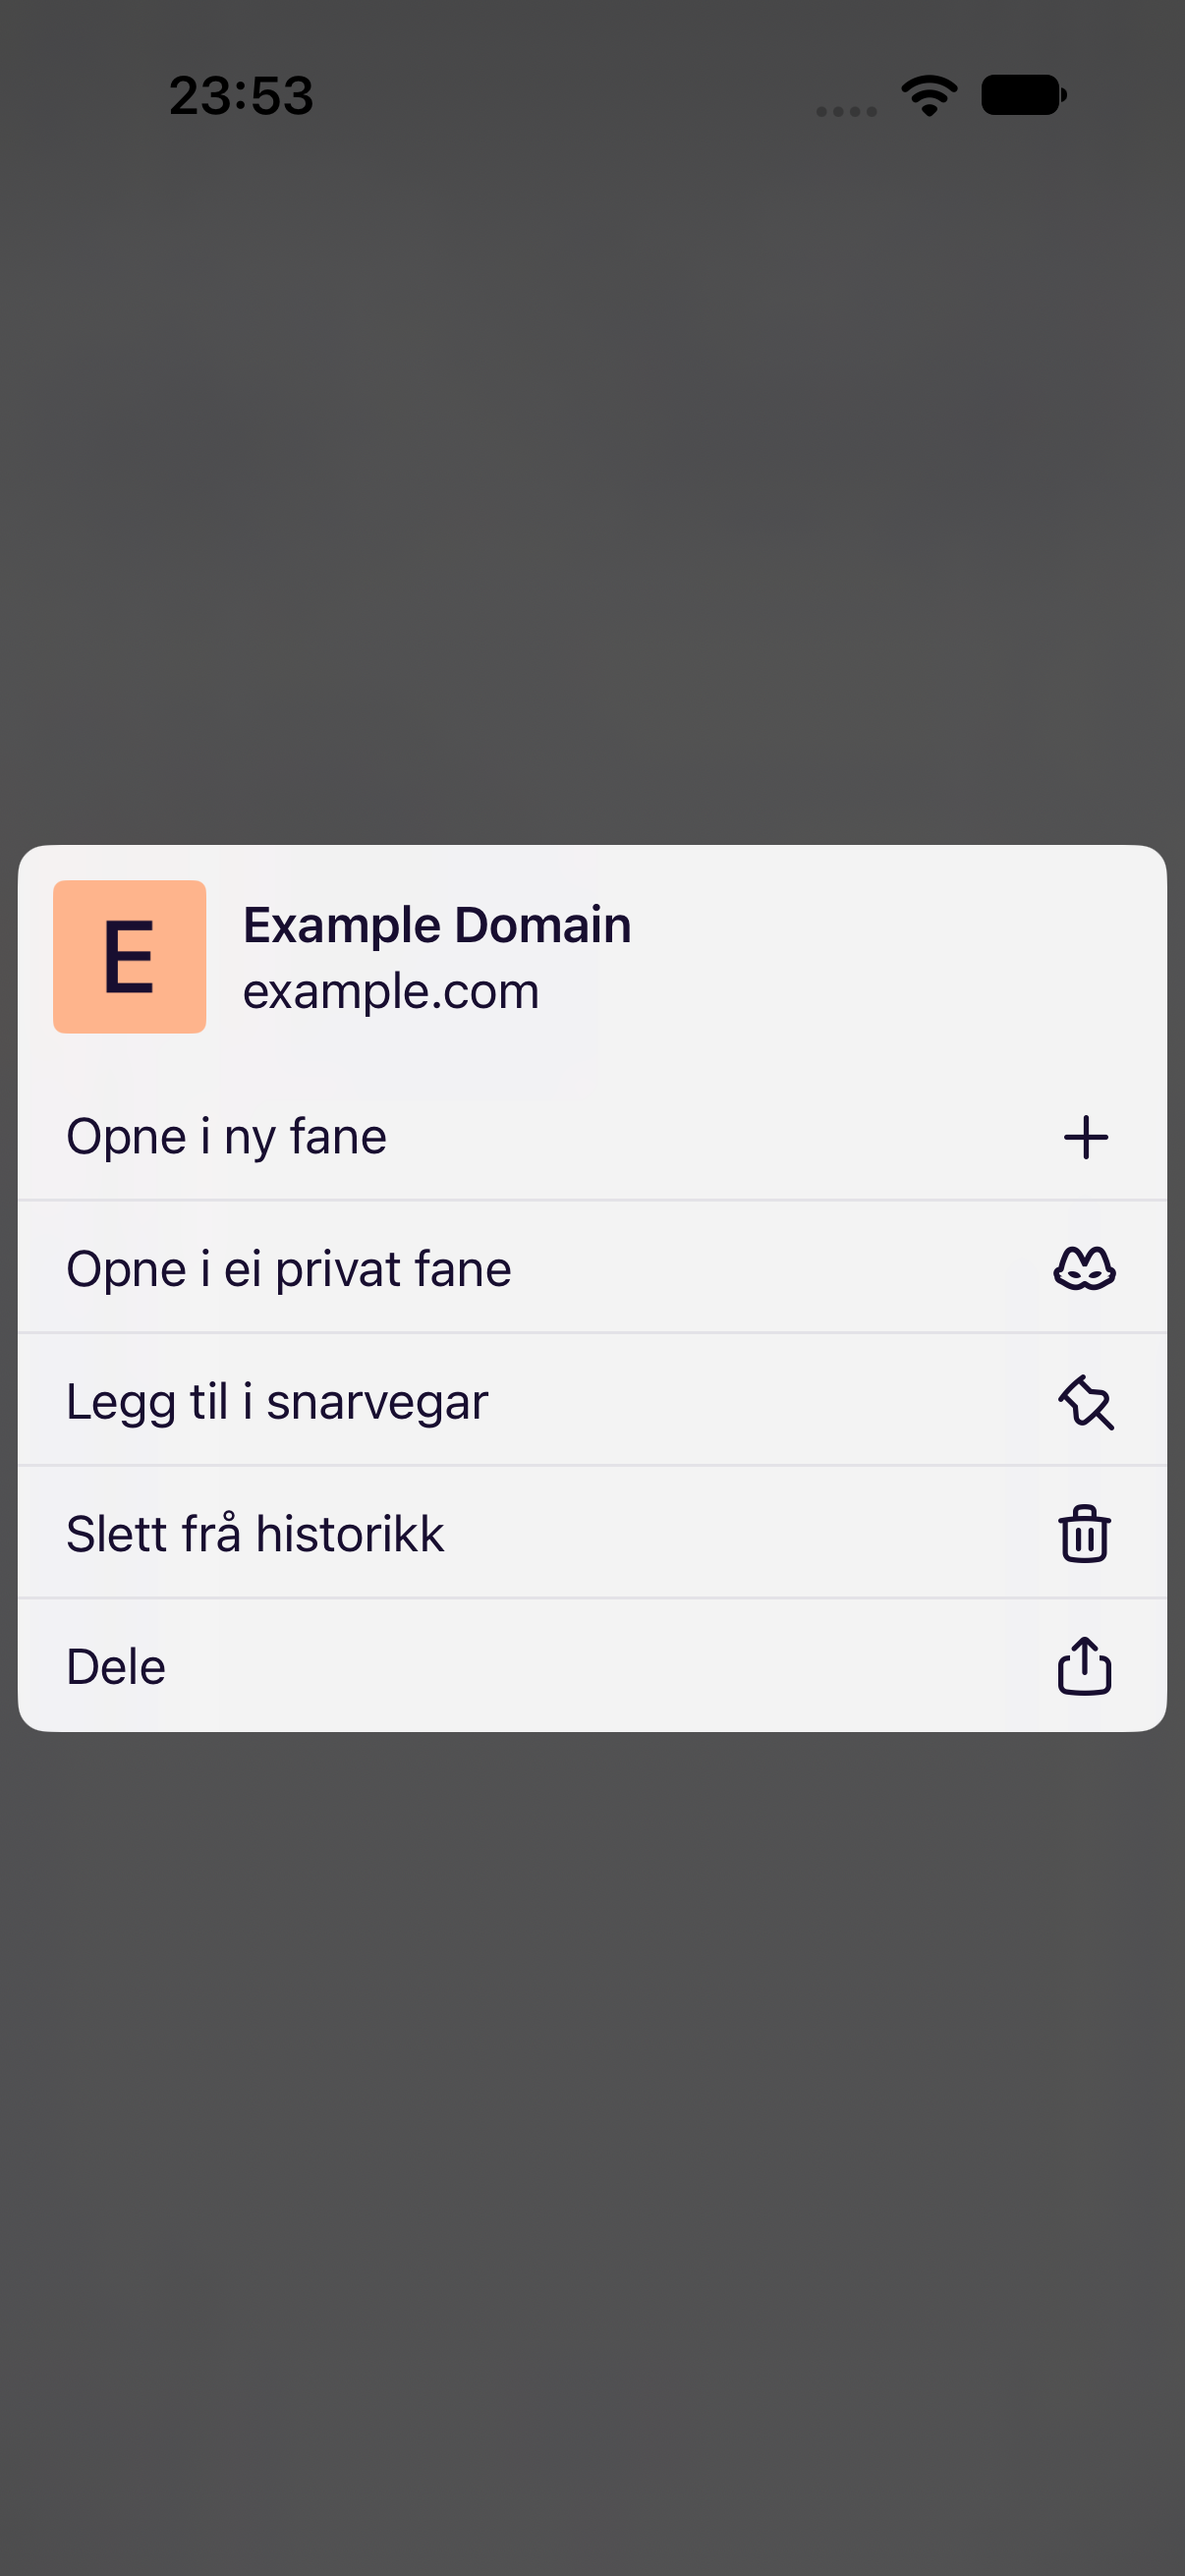 23:53
E
Example Domain
example.com
Opne i ny fane
Opne i ei privat fane
Legg til i snarvegar
Slett frå historikk
Dele